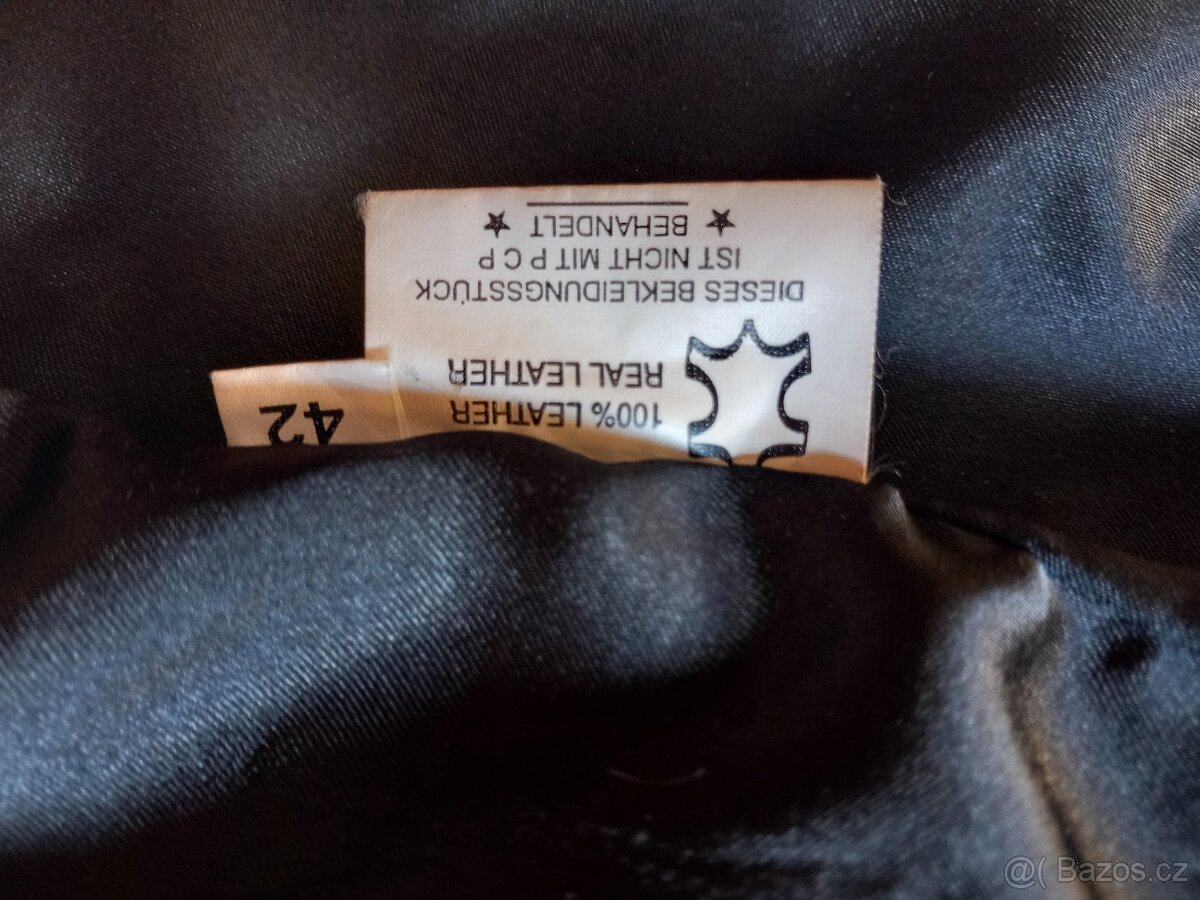 100% LEATHER
REAL LEATHER
DIESES BEKLEIDUNGSSTÜCK
IST NICHT MIT P C P
BEHANDELT
42
@( Bazos.cz